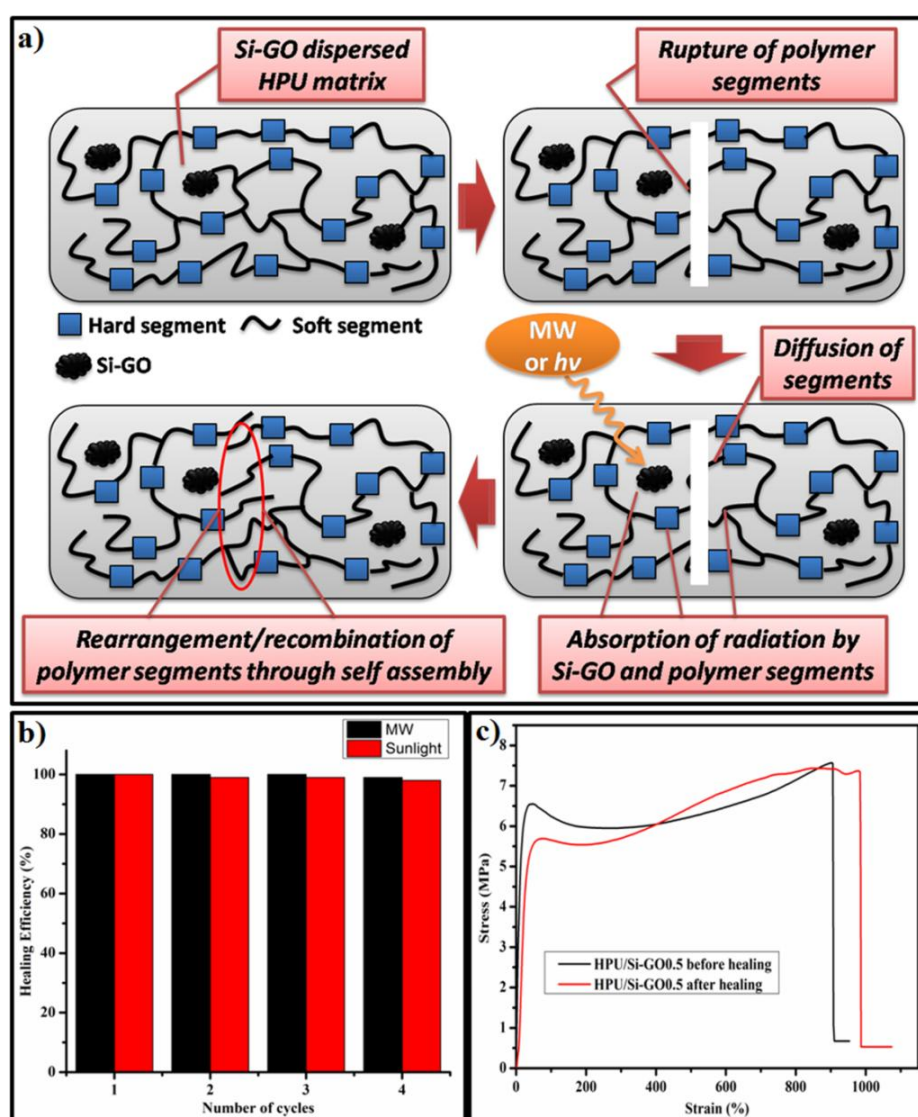 a)
Si-GO dispersed
HPU matrix
Rupture of polymer
segments
Hard segment
Soft segment
Si-GO
MW
or hν
Diffusion of
segments
Rearrangement/recombination of
polymer segments through self assembly
Absorption of radiation by
Si-GO and polymer segments
b)
MW
Sunlight
Healing Efficiency (%)
100
80
60
40
20
0
1 2 3 4
Number of cycles
c)
Stress (MPa)
8
7
6
5
4
3
2
1
0
HPU/Si-GO0.5 before healing
HPU/Si-GO0.5 after healing
0 200 400 600 800 1000
Strain (%)